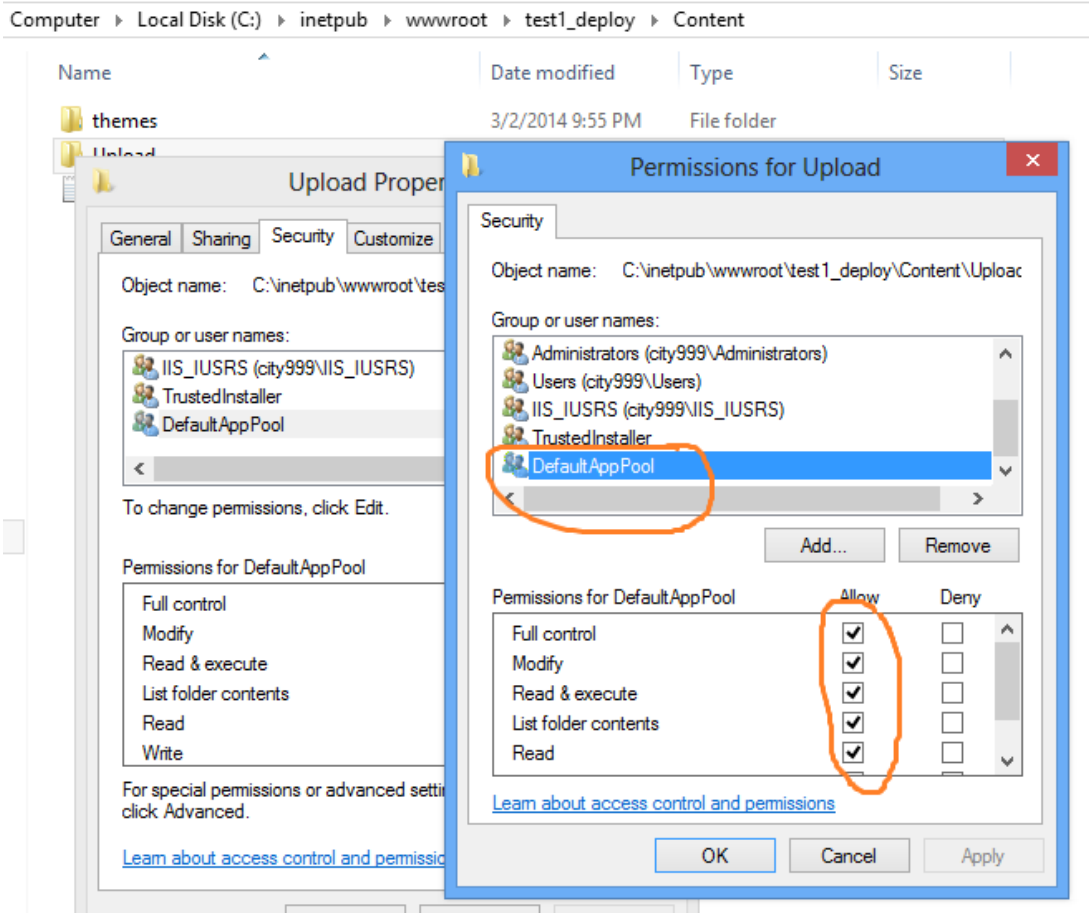 Computer Local Disk (C:) inetpub wwwroot test1_deploy Content
Name Date modified Type Size
themes 3/2/2014 9:55 PM File folder
Upload
Upload Proper
General Sharing Security Customize
Object name: C:\inetpub\wwwroot\tes
Group or user names:
IIS_IUSRS (city999\IIS_IUSRS)
TrustedInstaller
DefaultAppPool
To change permissions, click Edit.
Permissions for DefaultAppPool
Full control
Modify
Read & execute
List folder contents
Read
Write
For special permissions or advanced setti
click Advanced.
Learn about access control and permissio
Permissions for Upload
Security
Object name: C:\inetpub\wwwroot\test1_deploy\Content\Upload
Group or user names:
Administrators (city999\Administrators)
Users (city999\Users)
IIS_IUSRS (city999\IIS_IUSRS)
TrustedInstaller
DefaultAppPool
Add... Remove
Permissions for DefaultAppPool Allow Deny
Full control
Modify
Read & execute
List folder contents
Read
Learn about access control and permissions
OK Cancel Apply